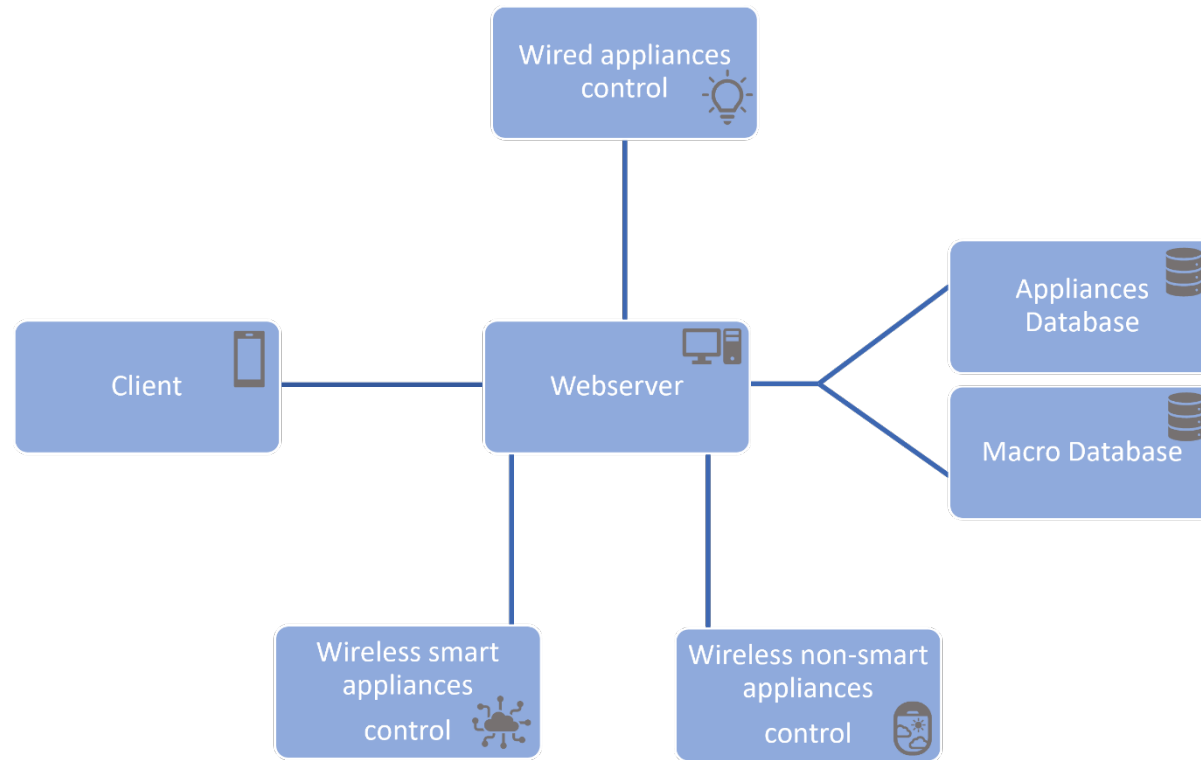 Wired appliances
control
Appliances
Database
Client
Webserver
Macro Database
Wireless smart
appliances
control
Wireless non-smart
appliances
control